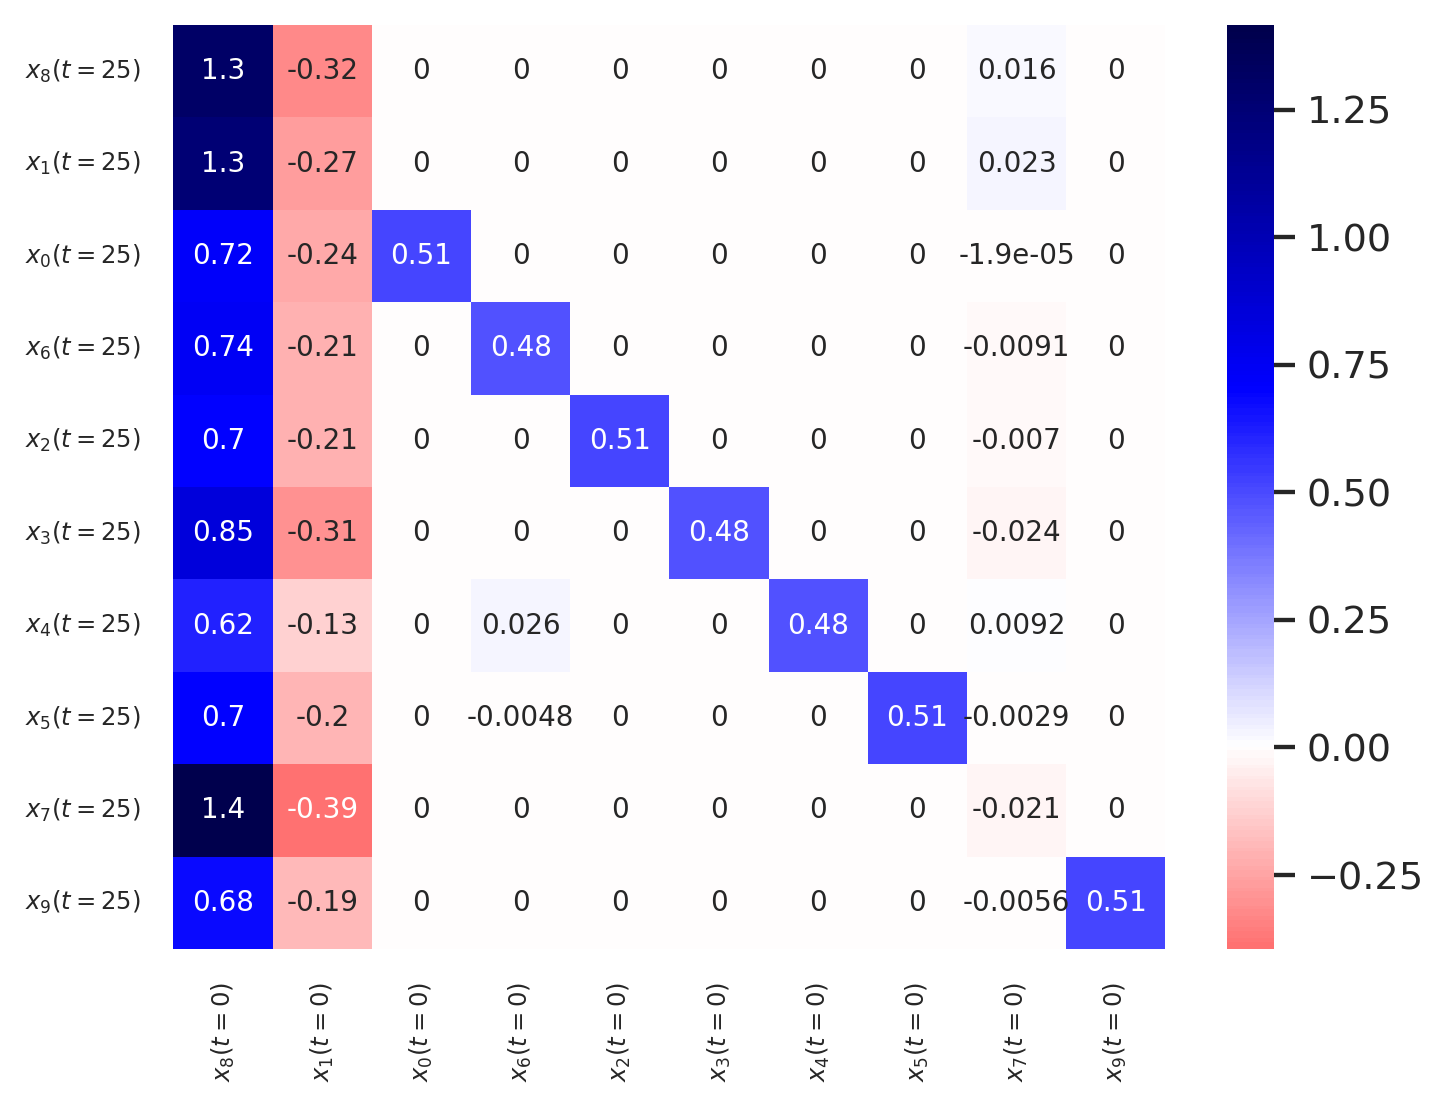 x₈(t = 25) 1.3 -0.32 0 0 0 0 0 0 0.016 0
x₁(t = 25) 1.3 -0.27 0 0 0 0 0 0 0.023 0
x₀(t = 25) 0.72 -0.24 0.51 0 0 0 0 0 -1.9e-05 0
x₆(t = 25) 0.74 -0.21 0 0.48 0 0 0 0 -0.0091 0
x₂(t = 25) 0.7 -0.21 0 0 0.51 0 0 0 -0.007 0
x₃(t = 25) 0.85 -0.31 0 0 0 0.48 0 0 -0.024 0
x₄(t = 25) 0.62 -0.13 0 0.026 0 0 0.48 0 0.0092 0
x₅(t = 25) 0.7 -0.2 0 -0.0048 0 0 0 0.51 -0.0029 0
x₇(t = 25) 1.4 -0.39 0 0 0 0 0 0 -0.021 0
x₉(t = 25) 0.68 -0.19 0 0 0 0 0 0 -0.0056 0.51
x₈(t = 0)
x₁(t = 0)
x₀(t = 0)
x₆(t = 0)
x₂(t = 0)
x₃(t = 0)
x₄(t = 0)
x₅(t = 0)
x₇(t = 0)
x₉(t = 0)
1.25
1.00
0.75
0.50
0.25
0.00
−0.25